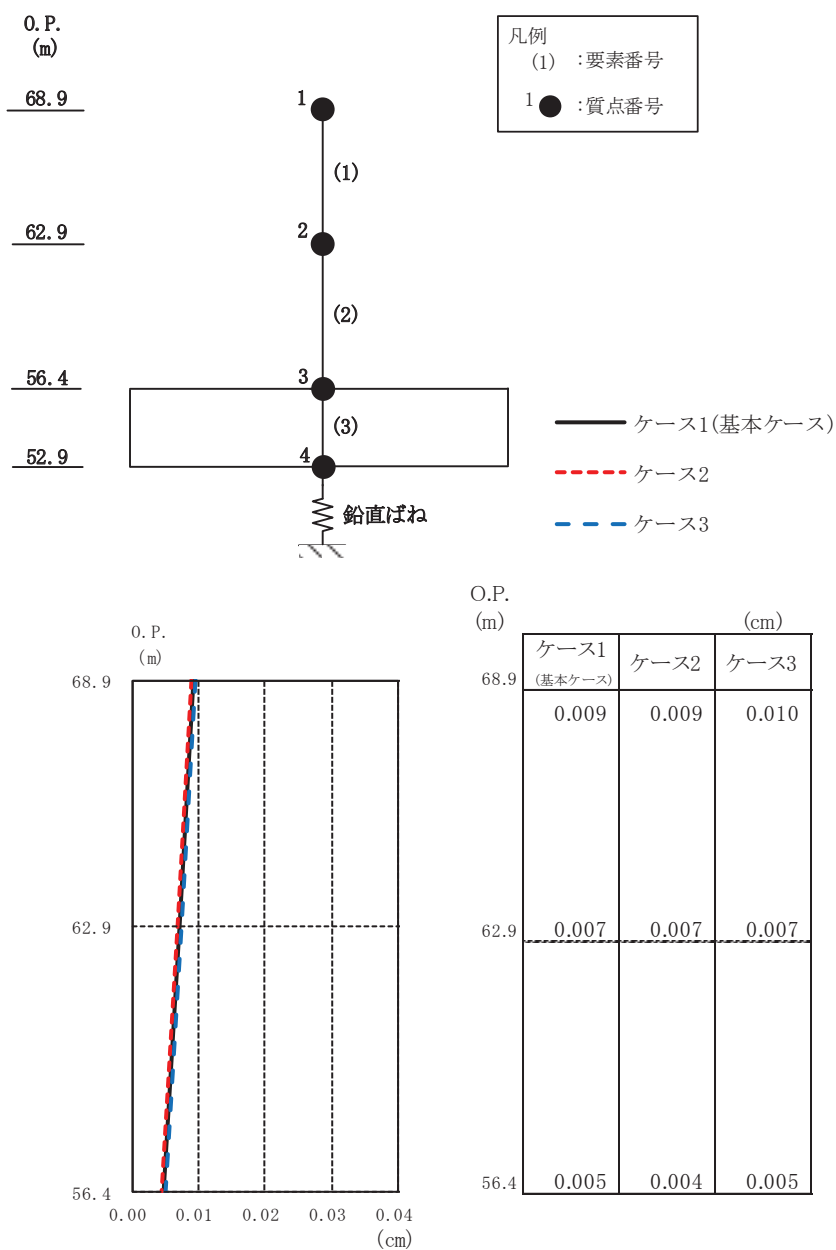 O.P.
(m)
68.9
62.9
56.4
52.9
1
(1)
2
(2)
3
(3)
4
鉛直ばね
凡例
(1) :要素番号
1 :質点番号
ケース1(基本ケース)
ケース2
ケース3
O.P.
(m)
68.9
62.9
56.4
0.00 0.01 0.02 0.03 0.04
(cm)
O.P.
(m) (cm)
ケース1 ケース2 ケース3
(基本ケース)
68.9
0.009 0.009 0.010
62.9 0.007 0.007 0.007
56.4 0.005 0.004 0.005